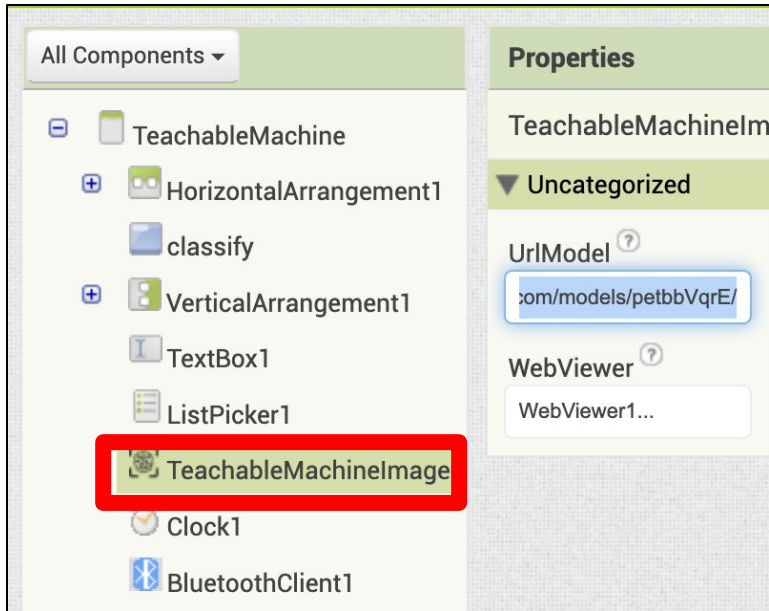 All Components
TeachableMachine
HorizontalArrangement1
classify
VerticalArrangement1
TextBox1
ListPicker1
TeachableMachineImage
Clock1
BluetoothClient1
Properties
TeachableMachineIm
Uncategorized
UrlModel ?
com/models/petbbVqrE/
WebViewer ?
WebViewer1...